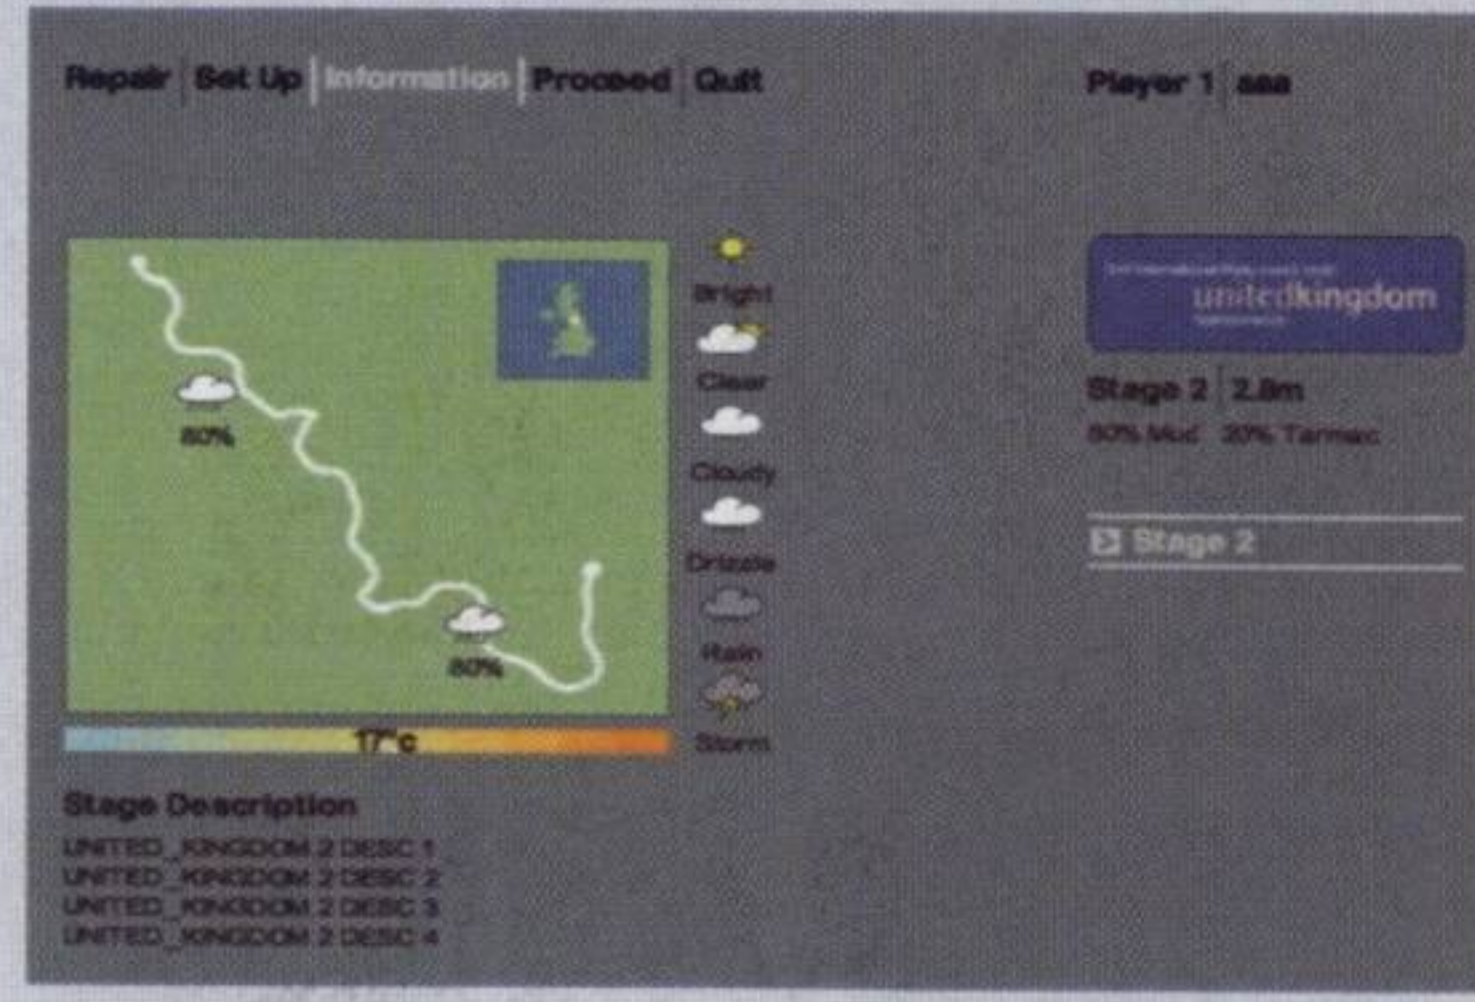 Repair | Set Up | Information | Proceed | Quit
Player 1 | aaa
Bright
Clear
Cloudy
Drizzle
Rain
Storm
80%
80%
17°c
Stage Description
UNITED_KINGDOM 2 DESC 1
UNITED_KINGDOM 2 DESC 2
UNITED_KINGDOM 2 DESC 3
UNITED_KINGDOM 2 DESC 4
unitedkingdom
Stage 2 | 2.8m
80% Mud 20% Tarmac
Stage 2